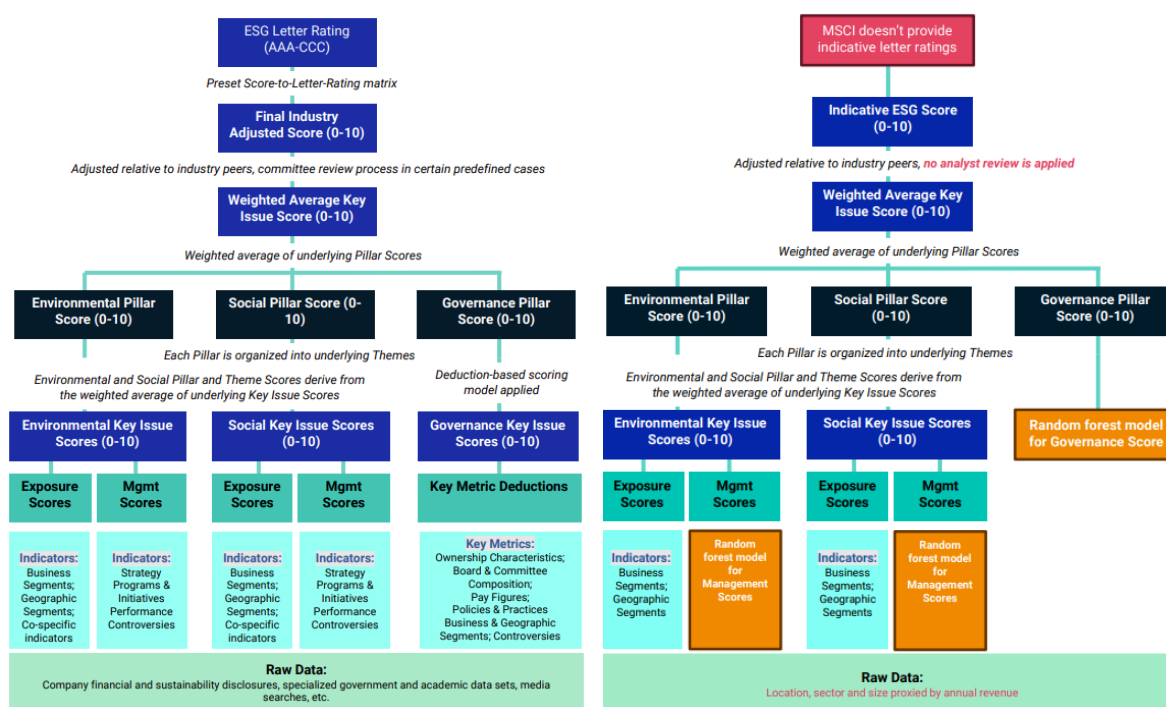 ESG Letter Rating
(AAA-CCC)
Preset Score-to-Letter-Rating matrix
Final Industry
Adjusted Score (0-10)
Adjusted relative to industry peers, committee review process in certain predefined cases
Weighted Average Key
Issue Score (0-10)
Weighted average of underlying Pillar Scores
Environmental Pillar
Score (0-10)
Social Pillar Score (0-
10)
Governance Pillar
Score (0-10)
Each Pillar is organized into underlying Themes
Environmental and Social Pillar and Theme Scores derive from
the weighted average of underlying Key Issue Scores
Deduction-based scoring
model applied
Environmental Key Issue
Scores (0-10)
Social Key Issue Scores
(0-10)
Governance Key Issue
Scores (0-10)
Exposure
Scores
Mgmt
Scores
Exposure
Scores
Mgmt
Scores
Key Metric Deductions
Indicators:
Business
Segments;
Geographic
Segments;
Co-specific
indicators
Indicators:
Strategy
Programs &
Initiatives
Performance
Controversies
Indicators:
Business
Segments;
Geographic
Segments;
Co-specific
indicators
Indicators:
Strategy
Programs &
Initiatives
Performance
Controversies
Key Metrics:
Ownership Characteristics;
Board & Committee
Composition;
Pay Figures;
Policies & Practices
Business & Geographic
Segments; Controversies
Raw Data:
Company financial and sustainability disclosures, specialized government and academic data sets, media
searches, etc.
MSCI doesn't provide
indicative letter ratings
Indicative ESG Score
(0-10)
Adjusted relative to industry peers, no analyst review is applied
Weighted Average Key
Issue Score (0-10)
Weighted average of underlying Pillar Scores
Environmental Pillar
Score (0-10)
Social Pillar Score
(0-10)
Governance Pillar
Score (0-10)
Each Pillar is organized into underlying Themes
Environmental and Social Pillar and Theme Scores derive from
the weighted average of underlying Key Issue Scores
Environmental Key Issue
Scores (0-10)
Social Key Issue Scores
(0-10)
Random forest model
for Governance Score
Exposure
Scores
Mgmt
Scores
Exposure
Scores
Mgmt
Scores
Indicators:
Business
Segments;
Geographic
Segments
Random
forest model
for
Management
Scores
Indicators:
Business
Segments;
Geographic
Segments
Random
forest model
for
Management
Scores
Raw Data:
Location, sector and size proxied by annual revenue